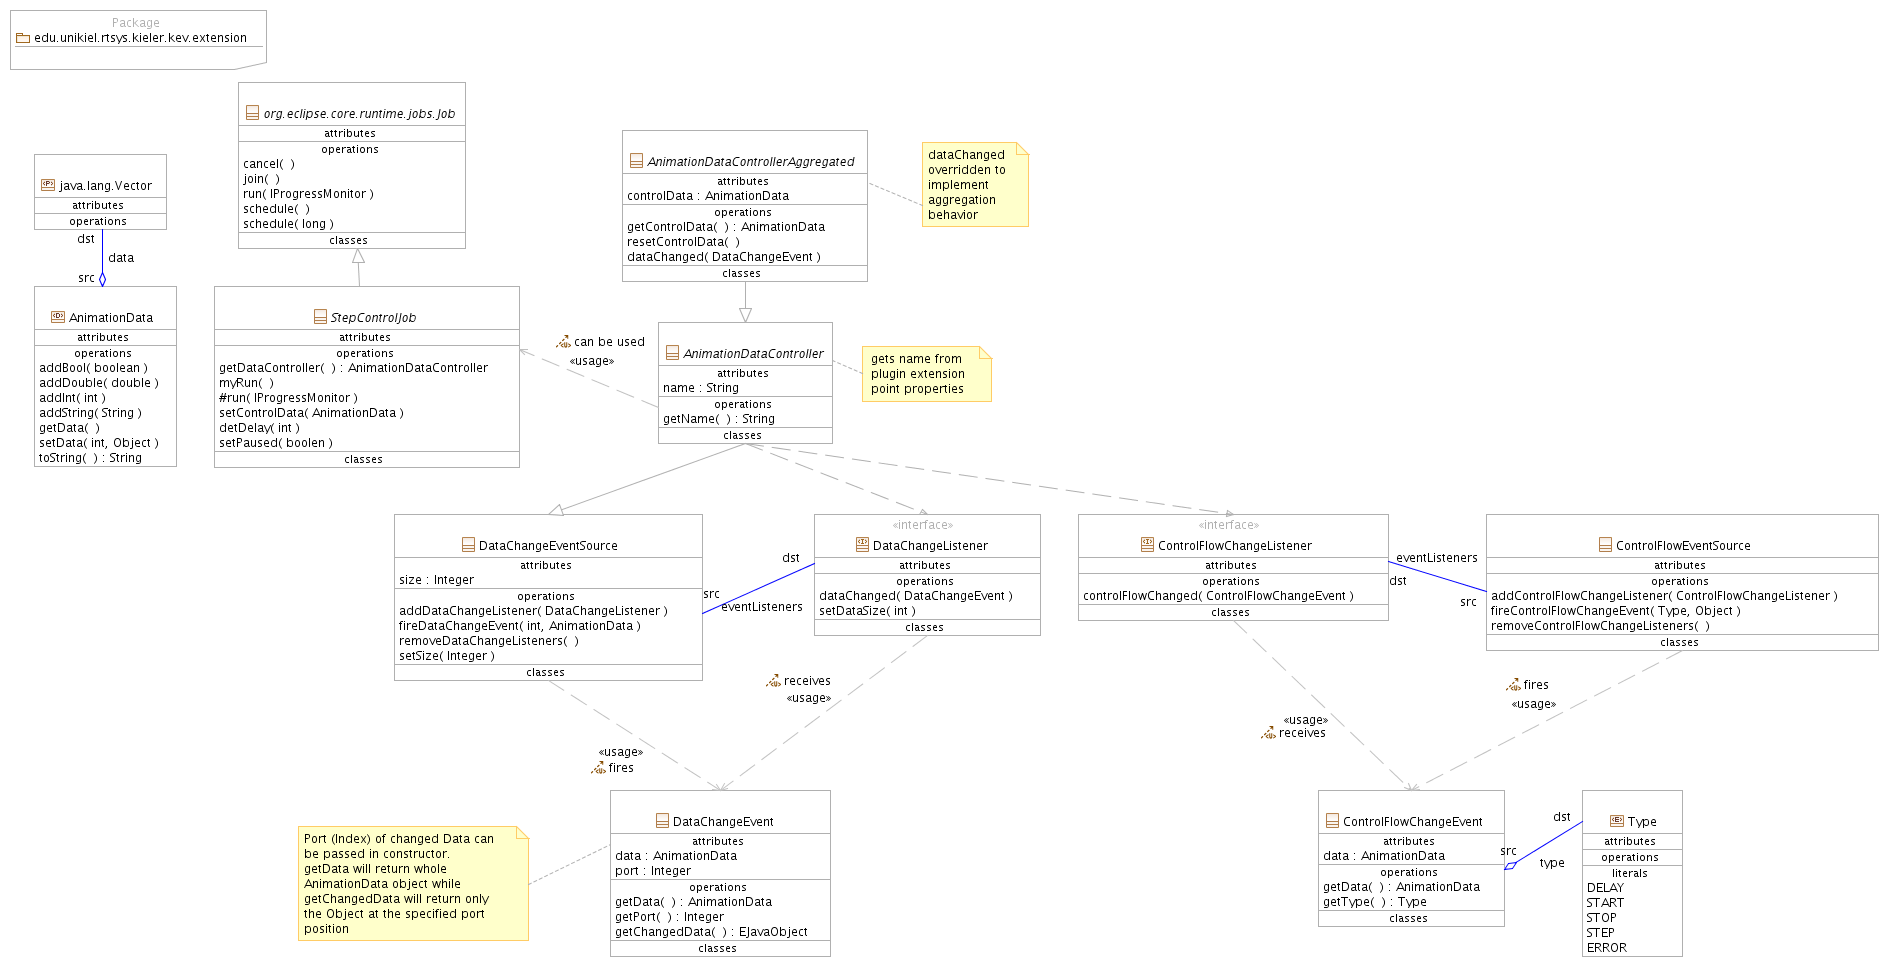 Package
edu.unikiel.rtsys.kieler.kev.extension
java.lang.Vector
attributes
operations
dst
data
src
AnimationData
attributes
operations
addBool( boolean )
addDouble( double )
addInt( int )
addString( String )
getData(  )
setData( int, Object )
toString(  ) : String
org.eclipse.core.runtime.jobs.Job
attributes
operations
cancel(  )
join(  )
run( IProgressMonitor )
schedule(  )
schedule( long )
classes
StepControlJob
attributes
operations
getDataController(  ) : AnimationDataController
myRun(  )
#run( IProgressMonitor )
setControlData( AnimationData )
detDelay( int )
setPaused( boolen )
classes
can be used
«usage»
AnimationDataControllerAggregated
attributes
controlData : AnimationData
operations
getControlData(  ) : AnimationData
resetControlData(  )
dataChanged( DataChangeEvent )
classes
dataChanged
overridden to
implement
aggregation
behavior
AnimationDataController
attributes
name : String
operations
getName(  ) : String
classes
gets name from
plugin extension
point properties
DataChangeEventSource
attributes
size : Integer
operations
addDataChangeListener( DataChangeListener )
fireDataChangeEvent( int, AnimationData )
removeDataChangeListeners(  )
setSize( Integer )
classes
dst
src
eventListeners
«interface»
DataChangeListener
attributes
operations
dataChanged( DataChangeEvent )
setDataSize( int )
classes
«interface»
ControlFlowChangeListener
attributes
operations
controlFlowChanged( ControlFlowChangeEvent )
classes
eventListeners
dst
src
ControlFlowEventSource
attributes
operations
addControlFlowChangeListener( ControlFlowChangeListener )
fireControlFlowChangeEvent( Type, Object )
removeControlFlowChangeListeners(  )
classes
receives
«usage»
«usage»
fires
«usage»
receives
fires
«usage»
Port (Index) of changed Data can
be passed in constructor.
getData will return whole
AnimationData object while
getChangedData will return only
the Object at the specified port
position
DataChangeEvent
attributes
data : AnimationData
port : Integer
operations
getData(  ) : AnimationData
getPort(  ) : Integer
getChangedData(  ) : EJavaObject
classes
ControlFlowChangeEvent
attributes
data : AnimationData
operations
getData(  ) : AnimationData
getType(  ) : Type
classes
dst
src
type
Type
attributes
operations
literals
DELAY
START
STOP
STEP
ERROR